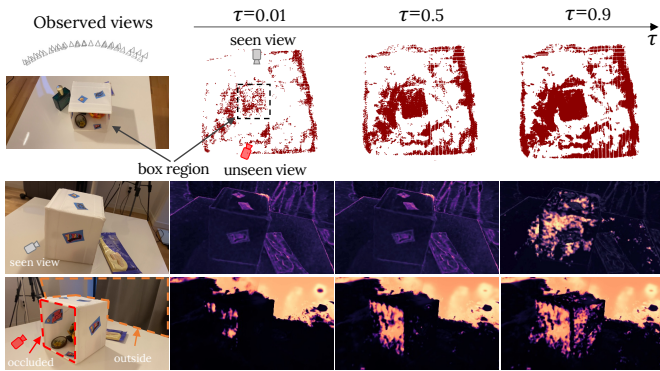 Observed views
τ=0.01
τ=0.5
τ=0.9
τ
seen view
box region
unseen view
seen view
occluded
outside